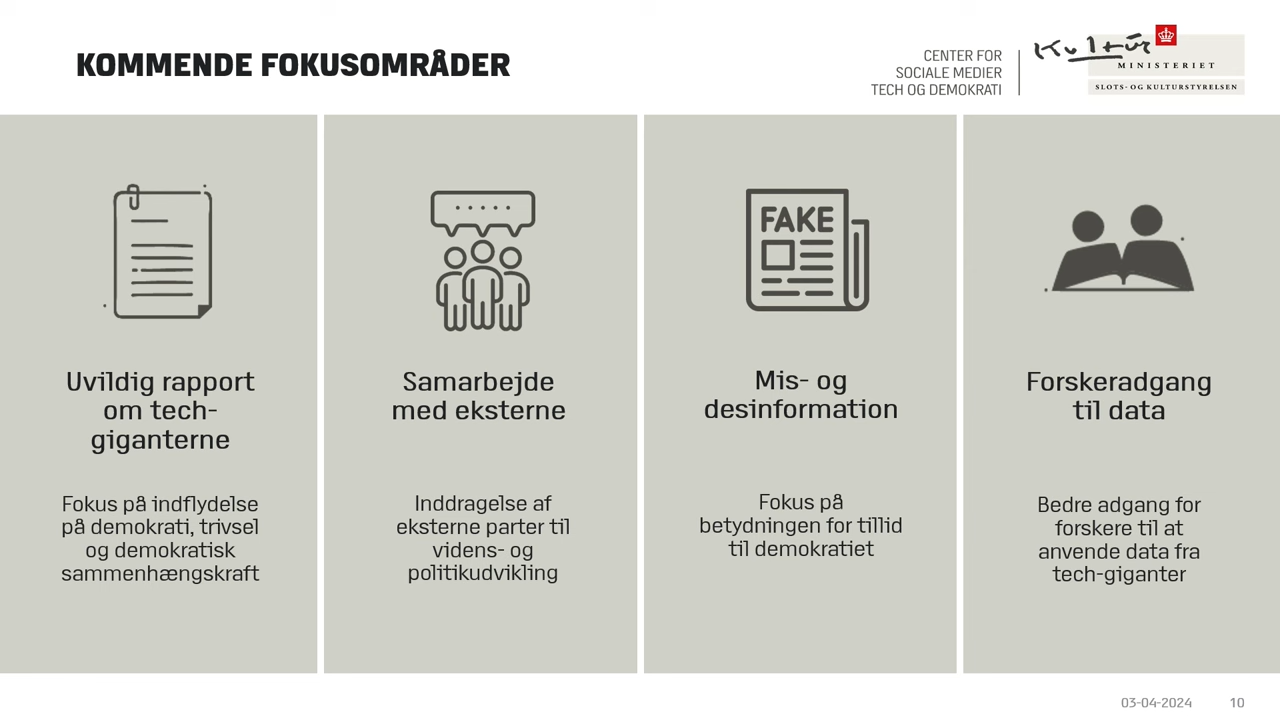 KOMMENDE FOKUSOMRÅDER
CENTER FOR
SOCIALE MEDIER
TECH OG DEMOKRATI
Kultur
MINISTERIET
SLOTS- OG KULTURSTYRELSEN
FAKE
Uvildig rapport
om tech-
giganterne
Fokus på indflydelse
på demokrati, trivsel
og demokratisk
sammenhængskraft
Samarbejde
med eksterne
Inddragelse af
eksterne parter til
videns- og
politikudvikling
Mis- og
desinformation
Fokus på
betydningen for tillid
til demokratiet
Forskeradgang
til data
Bedre adgang for
forskere til at
anvende data fra
tech-giganter
03-04-2024
10